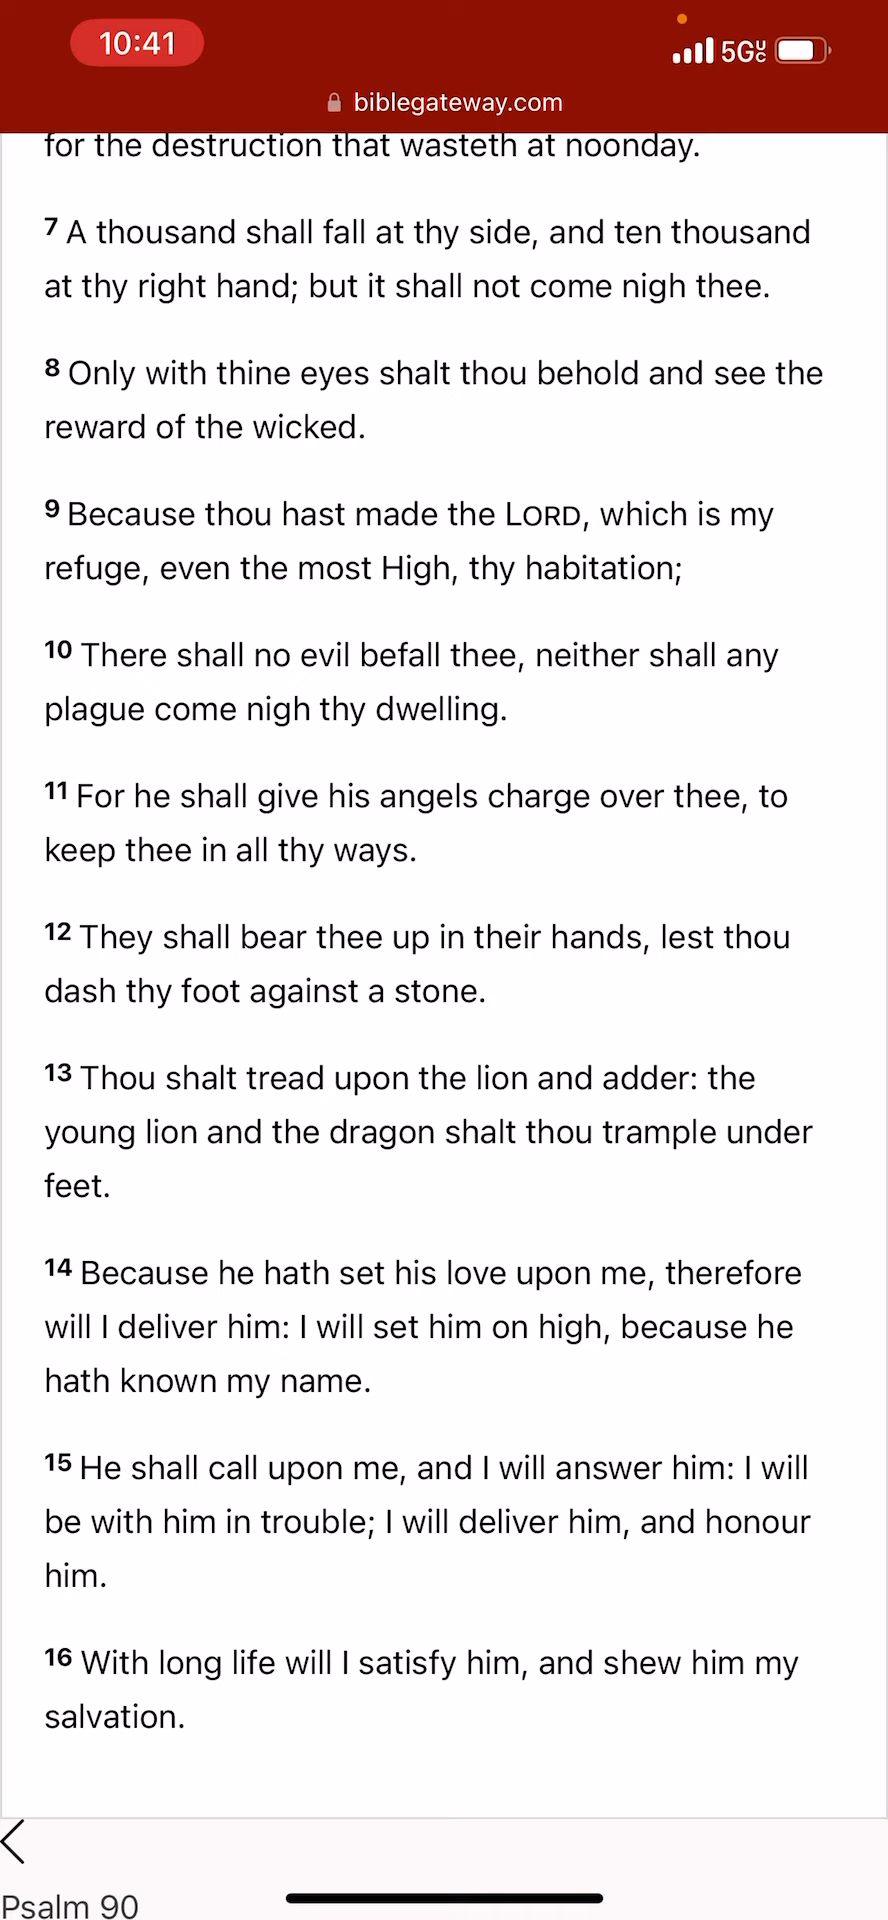 10:41
5GUC
biblegateway.com
for the destruction that wasteth at noonday.
7 A thousand shall fall at thy side, and ten thousand
at thy right hand; but it shall not come nigh thee.
8 Only with thine eyes shalt thou behold and see the
reward of the wicked.
9 Because thou hast made the LORD, which is my
refuge, even the most High, thy habitation;
10 There shall no evil befall thee, neither shall any
plague come nigh thy dwelling.
11 For he shall give his angels charge over thee, to
keep thee in all thy ways.
12 They shall bear thee up in their hands, lest thou
dash thy foot against a stone.
13 Thou shalt tread upon the lion and adder: the
young lion and the dragon shalt thou trample under
feet.
14 Because he hath set his love upon me, therefore
will I deliver him: I will set him on high, because he
hath known my name.
15 He shall call upon me, and I will answer him: I will
be with him in trouble; I will deliver him, and honour
him.
16 With long life will I satisfy him, and shew him my
salvation.
Psalm 90